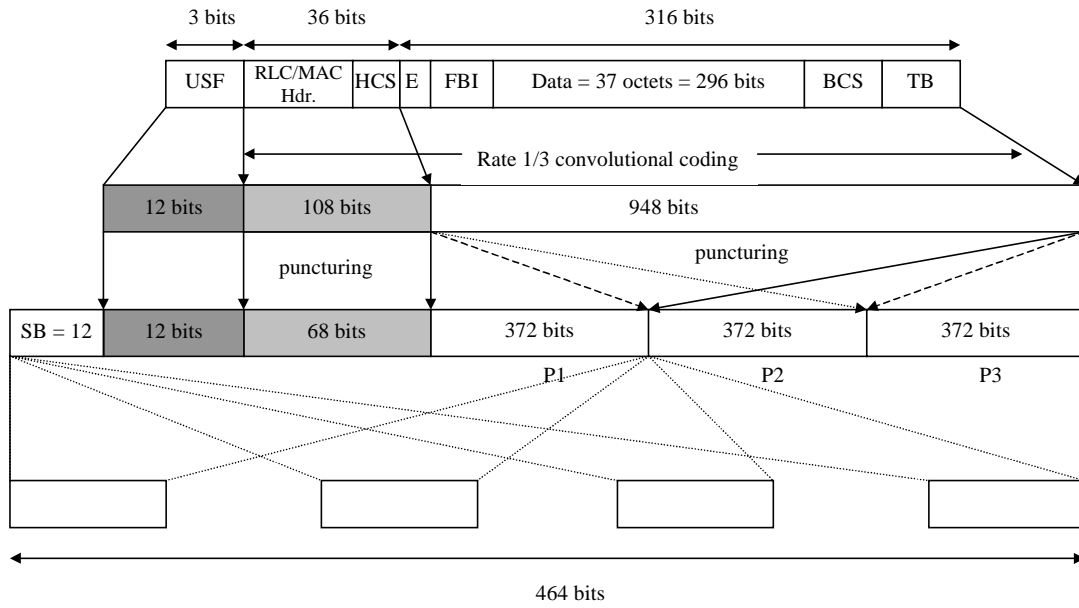 3 bits 36 bits 316 bits
USF RLC/MAC Hdr. HCS E FBI Data = 37 octets = 296 bits BCS TB
Rate 1/3 convolutional coding
12 bits 108 bits 948 bits
puncturing puncturing
SB = 12 12 bits 68 bits 372 bits 372 bits 372 bits
P1 P2 P3
464 bits